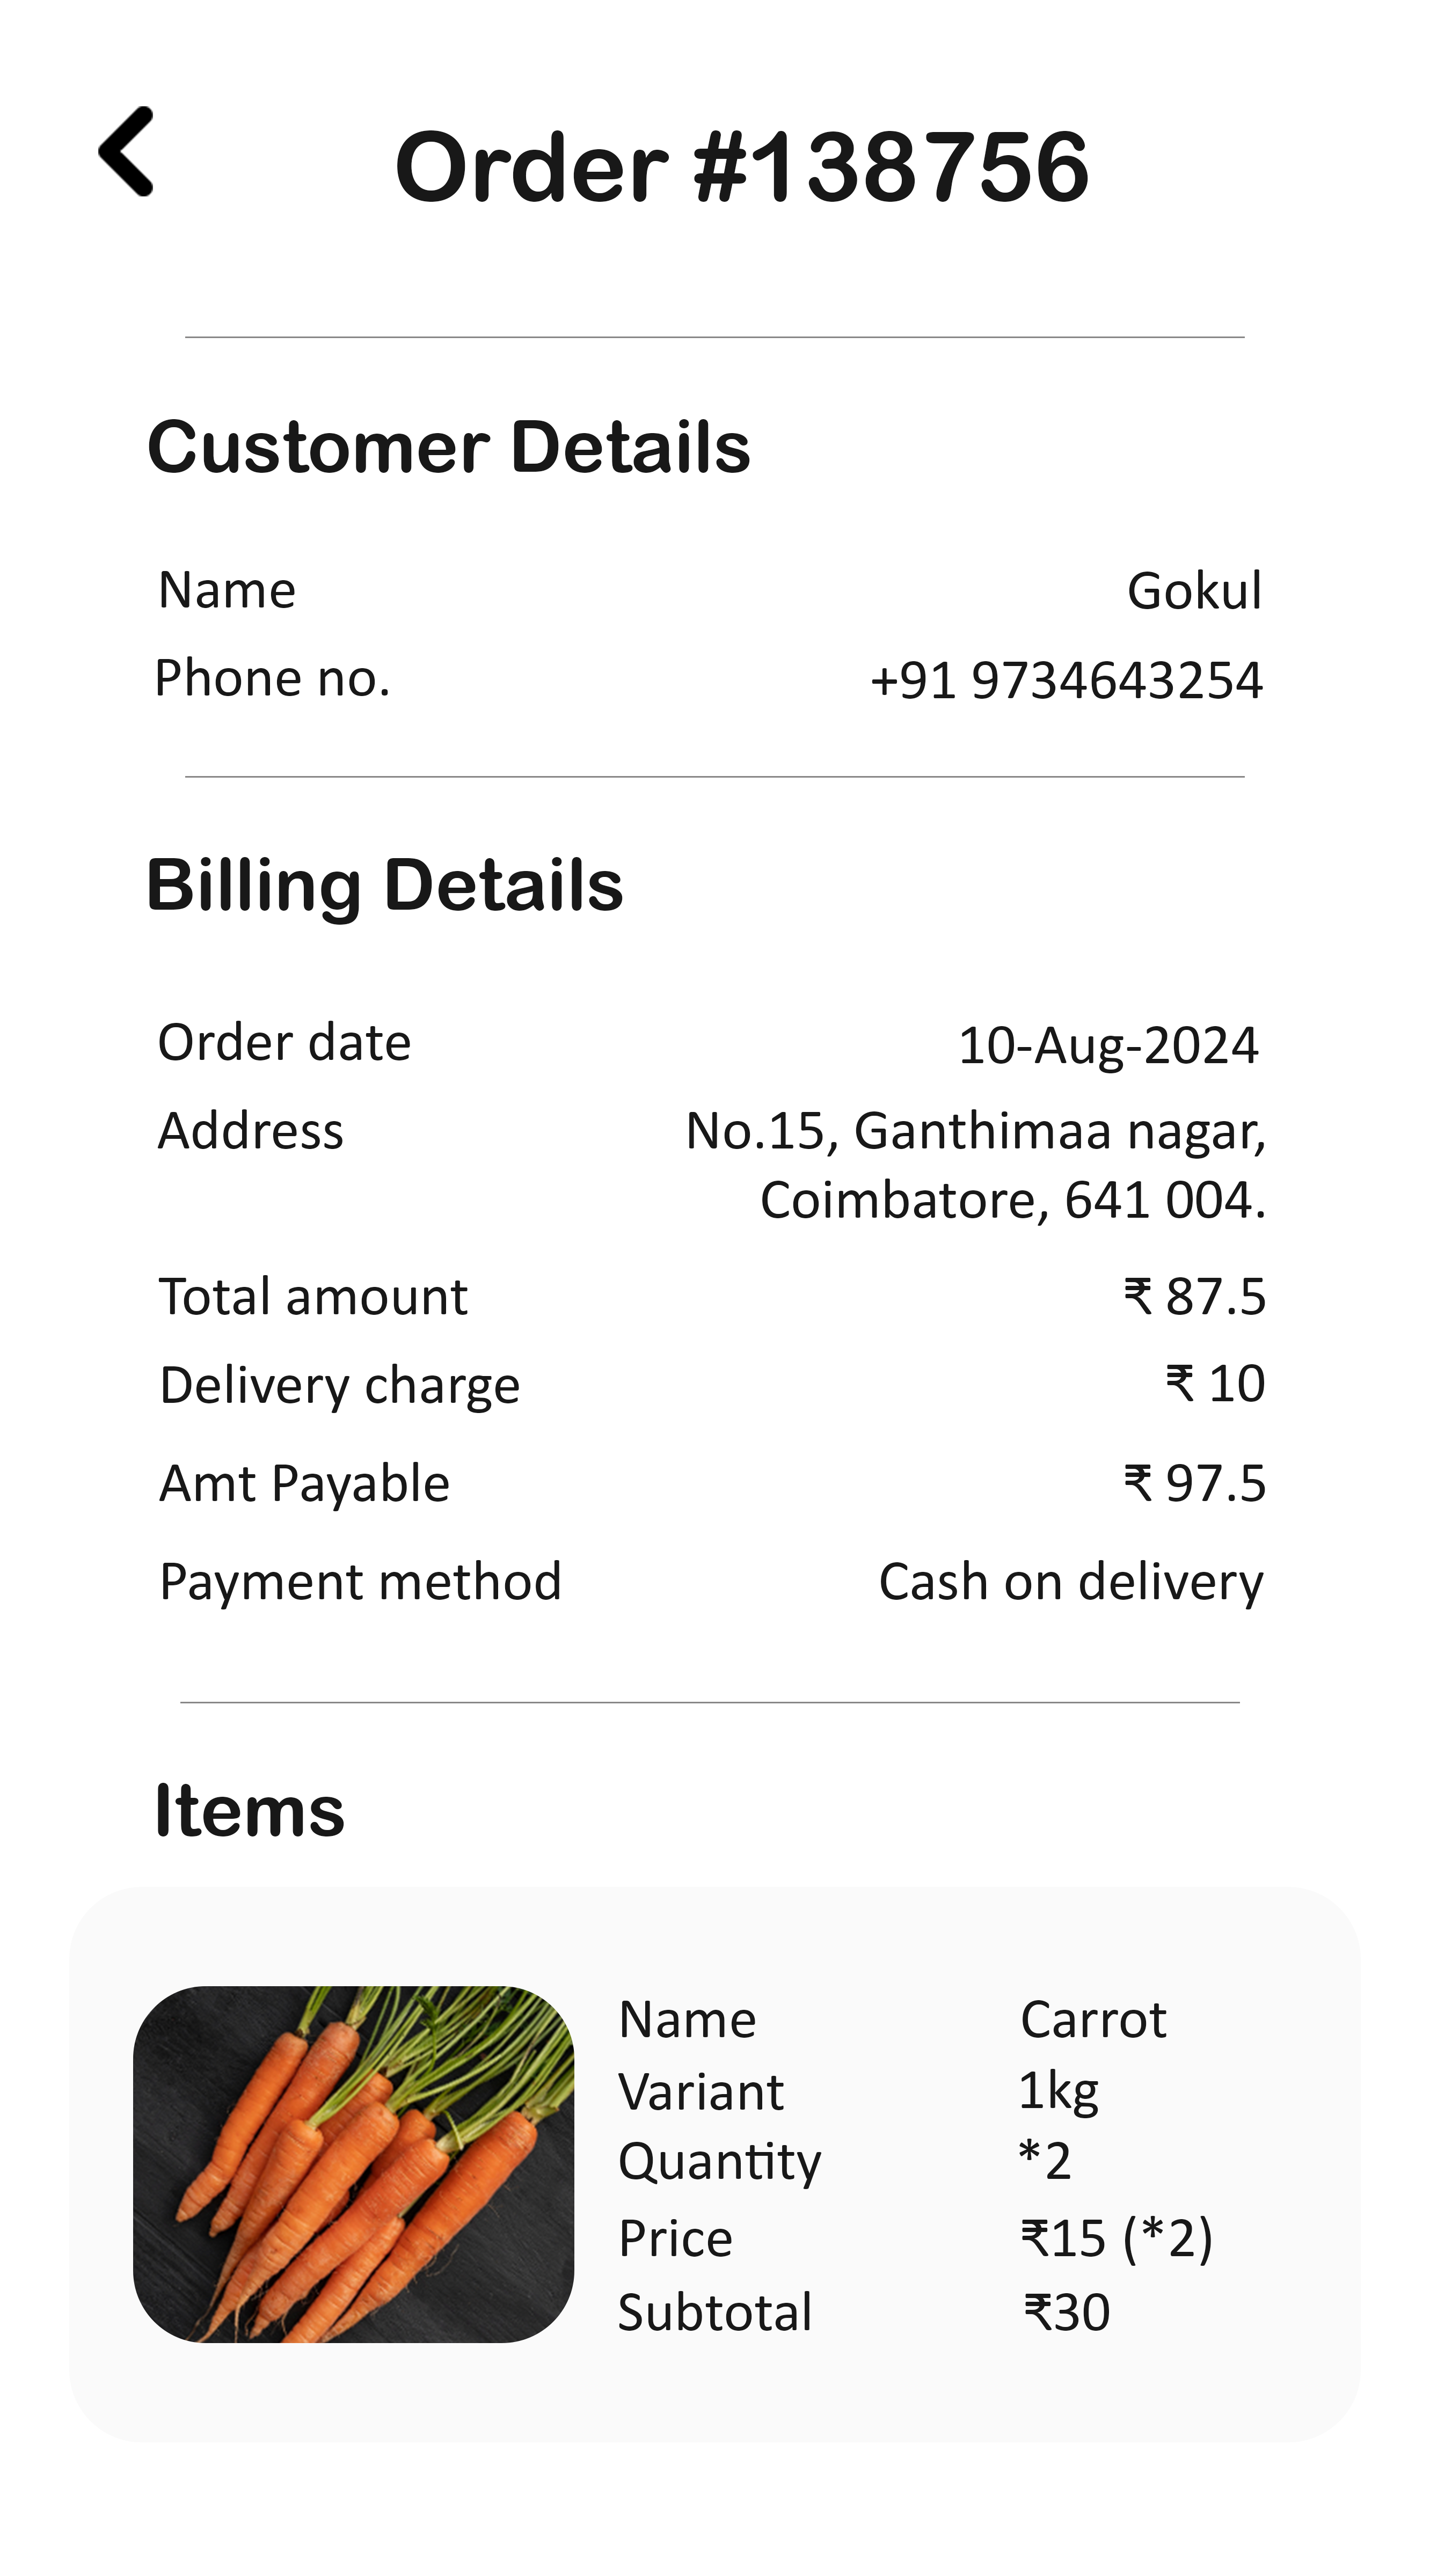 Order #138756
Customer Details
Name Gokul
Phone no. +91 9734643254
Billing Details
Order date 10-Aug-2024
Address No.15, Ganthimaa nagar,
Coimbatore, 641 004.
Total amount ₹ 87.5
Delivery charge ₹ 10
Amt Payable ₹ 97.5
Payment method Cash on delivery
Items
Name Carrot
Variant 1kg
Quantity *2
Price ₹15 (*2)
Subtotal ₹30